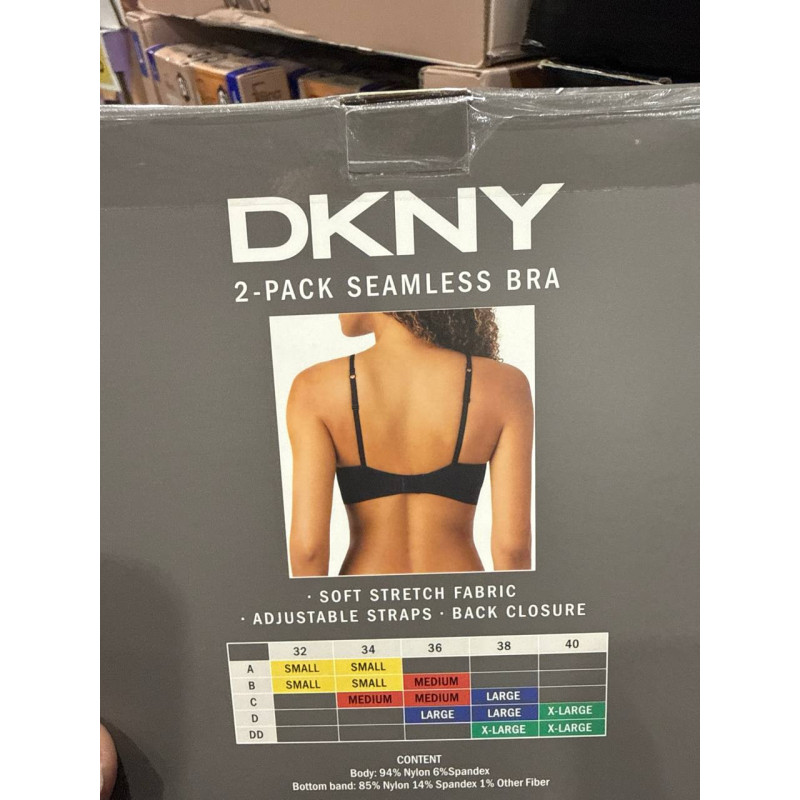 DKNY
2-PACK SEAMLESS BRA
· SOFT STRETCH FABRIC
· ADJUSTABLE STRAPS · BACK CLOSURE
32 34 36 38 40
A SMALL SMALL
B SMALL SMALL MEDIUM
C MEDIUM MEDIUM LARGE
D LARGE LARGE X-LARGE
DD X-LARGE X-LARGE
CONTENT
Body: 94% Nylon 6%Spandex
Bottom band: 85% Nylon 14% Spandex 1% Other Fiber